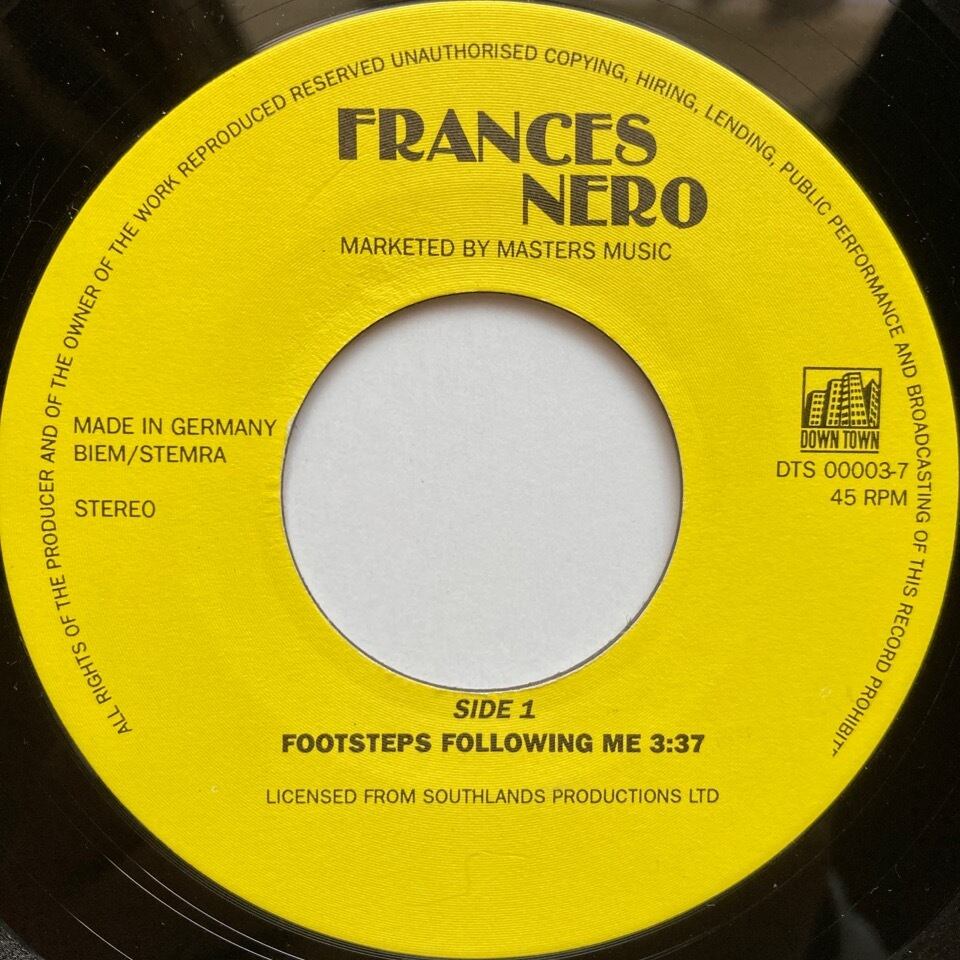 ALL RIGHTS OF THE PRODUCER AND OF THE OWNER OF THE WORK REPRODUCED RESERVED UNAUTHORISED COPYING, HIRING, LENDING, PUBLIC PERFORMANCE AND BROADCASTING OF THIS RECORD PROHIBIT
FRANCES
NERO
MARKETED BY MASTERS MUSIC
MADE IN GERMANY
BIEM/STEMRA
STEREO
DOWN TOWN
DTS 00003-7
45 RPM
SIDE 1
FOOTSTEPS FOLLOWING ME 3:37
LICENSED FROM SOUTHLANDS PRODUCTIONS LTD